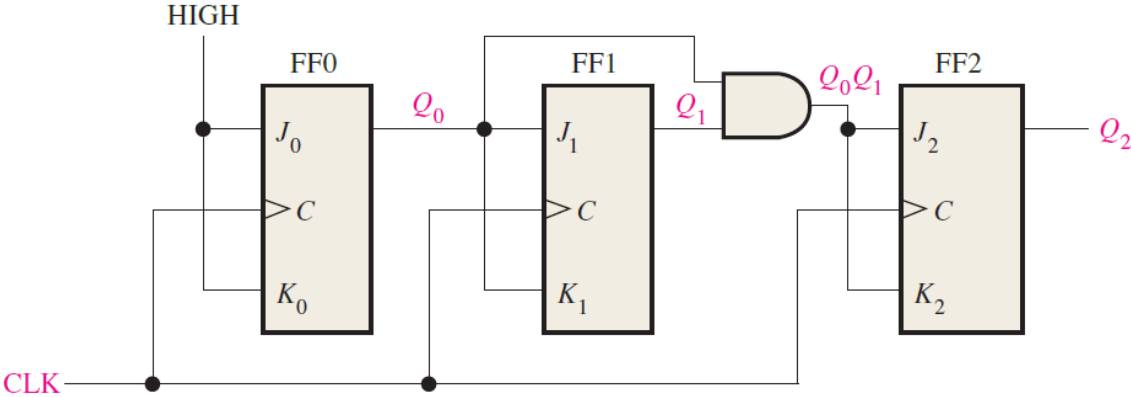 HIGH
FF0 FF1 FF2
Q0 Q1 Q0Q1
J0 J1 J2 Q2
C C C
K0 K1 K2
CLK